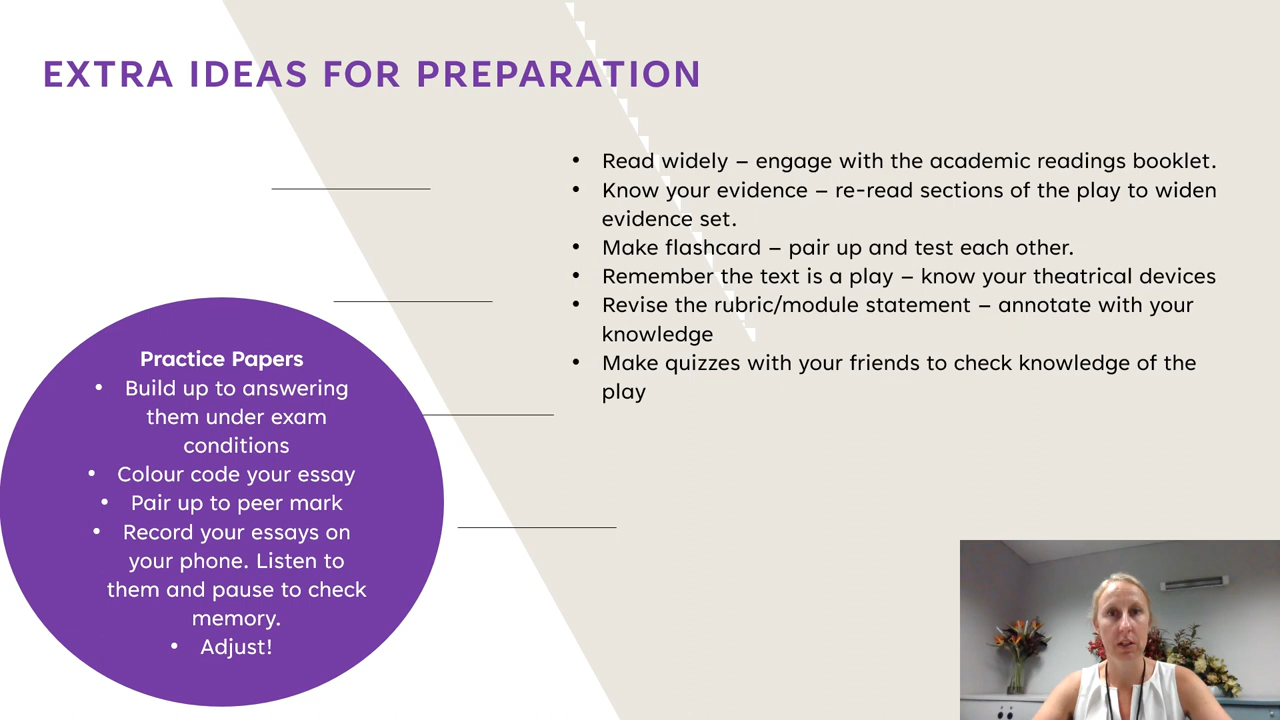 EXTRA IDEAS FOR PREPARATION
• Read widely – engage with the academic readings booklet.
• Know your evidence – re-read sections of the play to widen
evidence set.
• Make flashcard – pair up and test each other.
• Remember the text is a play – know your theatrical devices
• Revise the rubric/module statement – annotate with your
knowledge
• Make quizzes with your friends to check knowledge of the
play
Practice Papers
• Build up to answering
them under exam
conditions
• Colour code your essay
• Pair up to peer mark
• Record your essays on
your phone. Listen to
them and pause to check
memory.
• Adjust!